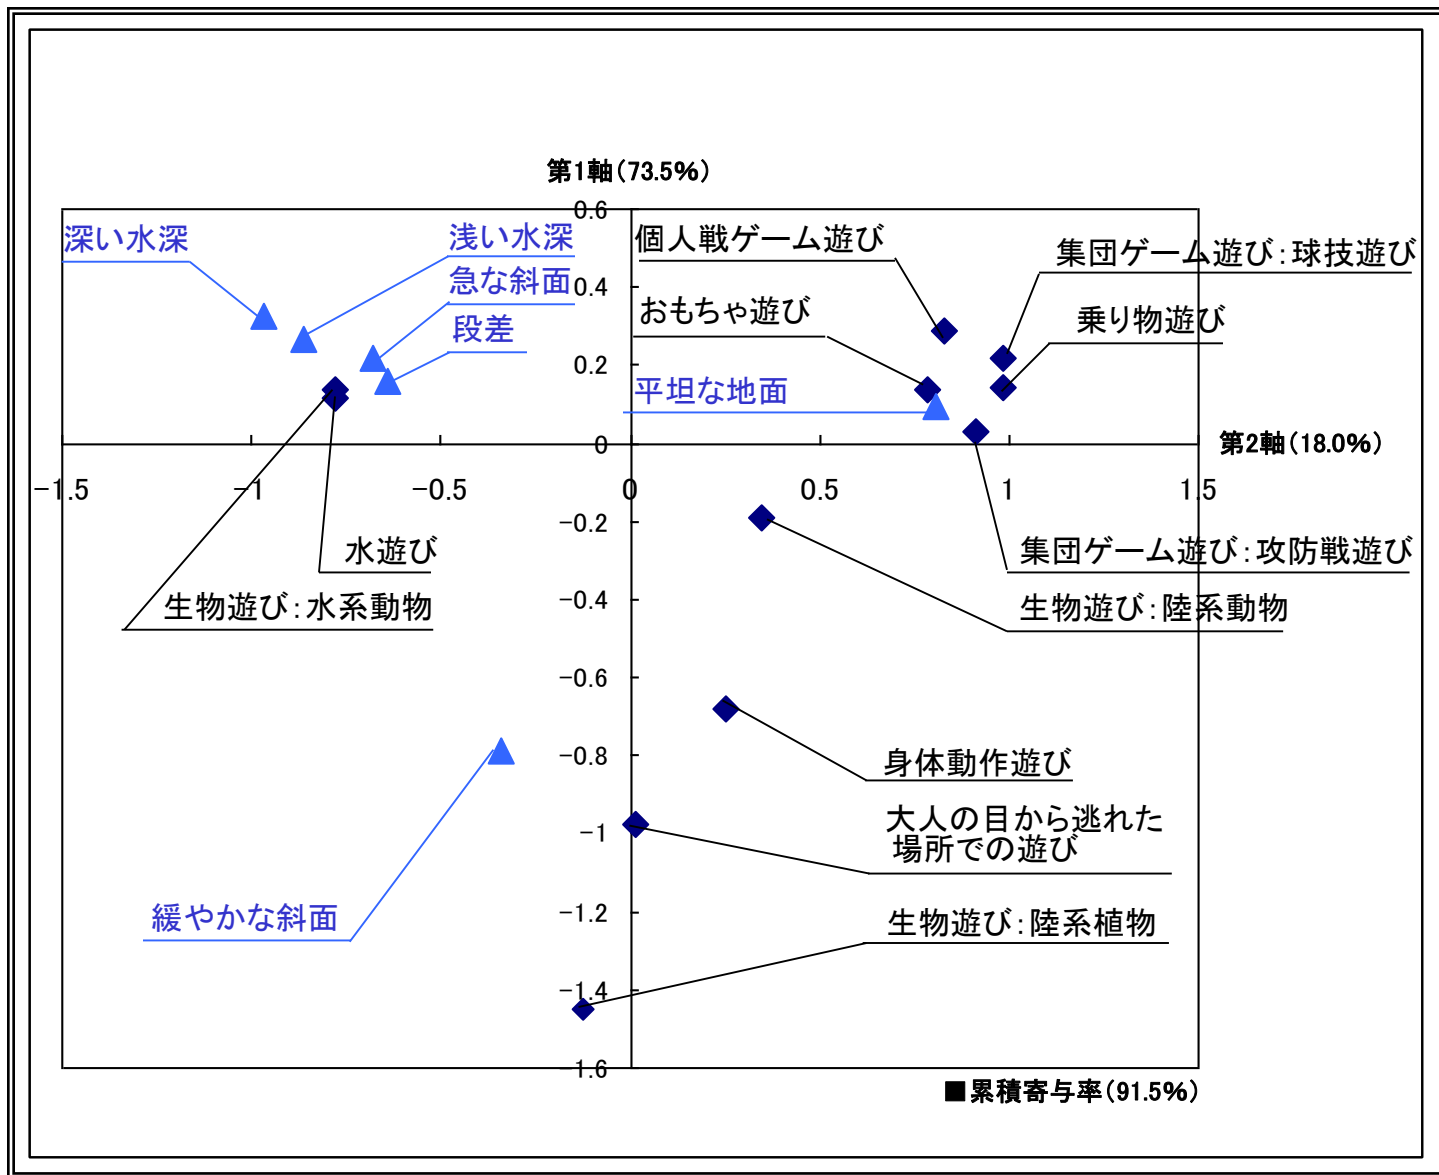 第1軸(73.5%)
0.6
深い水深
浅い水深
個人戦ゲーム遊び
集団ゲーム遊び:球技遊び
急な斜面
0.4
おもちゃ遊び
乗り物遊び
段差
0.2
平坦な地面
0
第2軸(18.0%)
−1.5
−1
−0.5
0
0.5
1
1.5
−0.2
水遊び
集団ゲーム遊び:攻防戦遊び
−0.4
生物遊び:水系動物
生物遊び:陸系動物
−0.6
−0.8
身体動作遊び
−1
大人の目から逃れた
場所での遊び
−1.2
緩やかな斜面
生物遊び:陸系植物
−1.4
−1.6
■累積寄与率(91.5%)